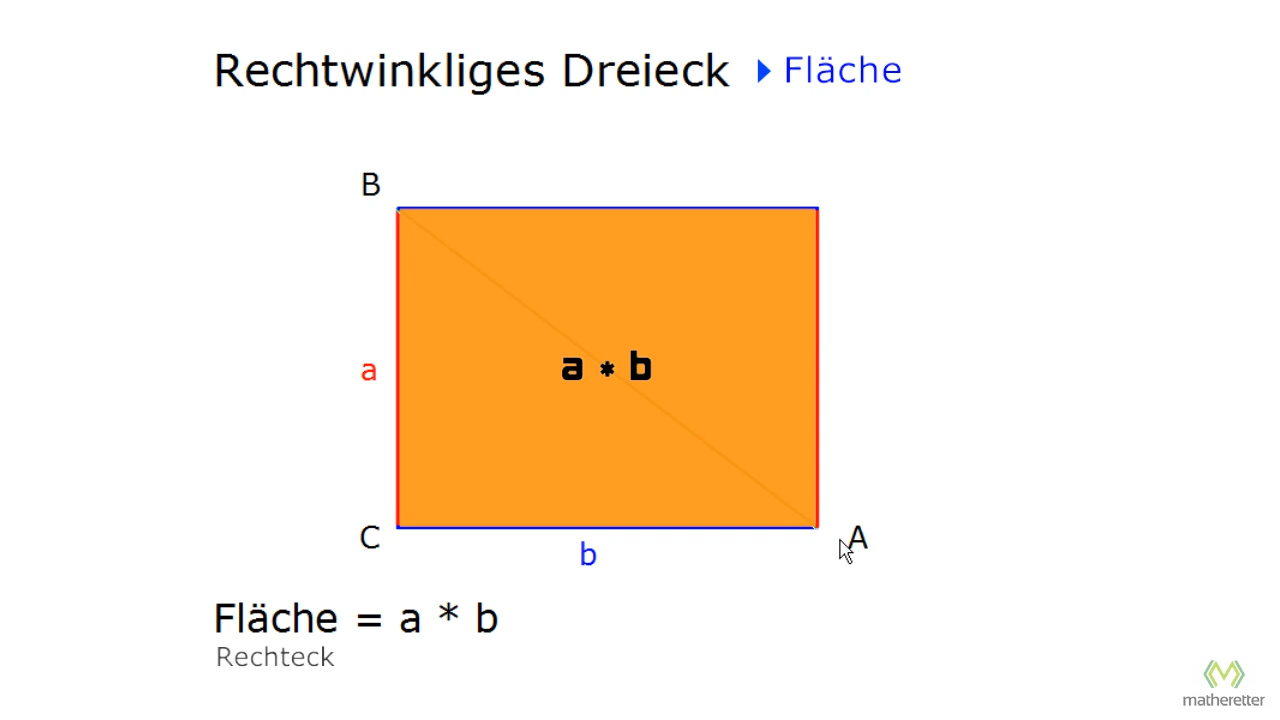 Rechtwinkliges Dreieck Fläche
B
a
a * b
C
A
b
Fläche = a * b
Rechteck
matheretter